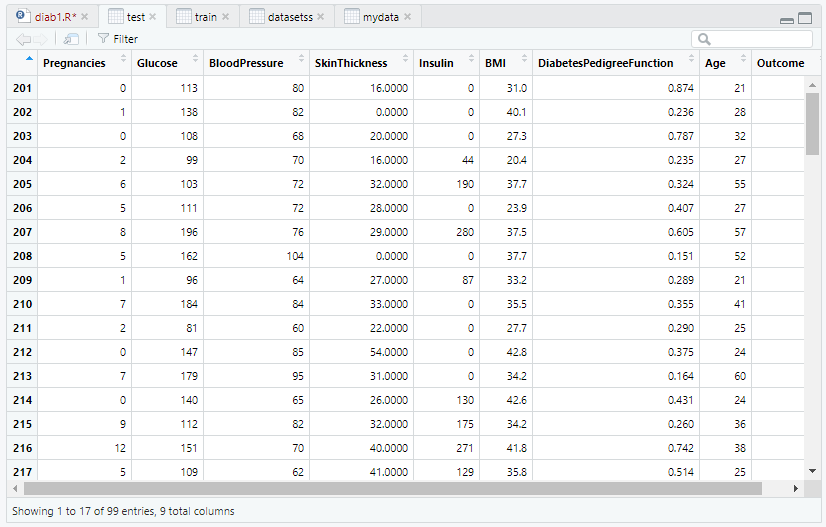 diab1.R* test train datasetss mydata
Filter
Pregnancies Glucose BloodPressure SkinThickness Insulin BMI DiabetesPedigreeFunction Age Outcome
201 0 113 80 16.0000 0 31.0 0.874 21
202 1 138 82 0.0000 0 40.1 0.236 28
203 0 108 68 20.0000 0 27.3 0.787 32
204 2 99 70 16.0000 44 20.4 0.235 27
205 6 103 72 32.0000 190 37.7 0.324 55
206 5 111 72 28.0000 0 23.9 0.407 27
207 8 196 76 29.0000 280 37.5 0.605 57
208 5 162 104 0.0000 0 37.7 0.151 52
209 1 96 64 27.0000 87 33.2 0.289 21
210 7 184 84 33.0000 0 35.5 0.355 41
211 2 81 60 22.0000 0 27.7 0.290 25
212 0 147 85 54.0000 0 42.8 0.375 24
213 7 179 95 31.0000 0 34.2 0.164 60
214 0 140 65 26.0000 130 42.6 0.431 24
215 9 112 82 32.0000 175 34.2 0.260 36
216 12 151 70 40.0000 271 41.8 0.742 38
217 5 109 62 41.0000 129 35.8 0.514 25
Showing 1 to 17 of 99 entries, 9 total columns